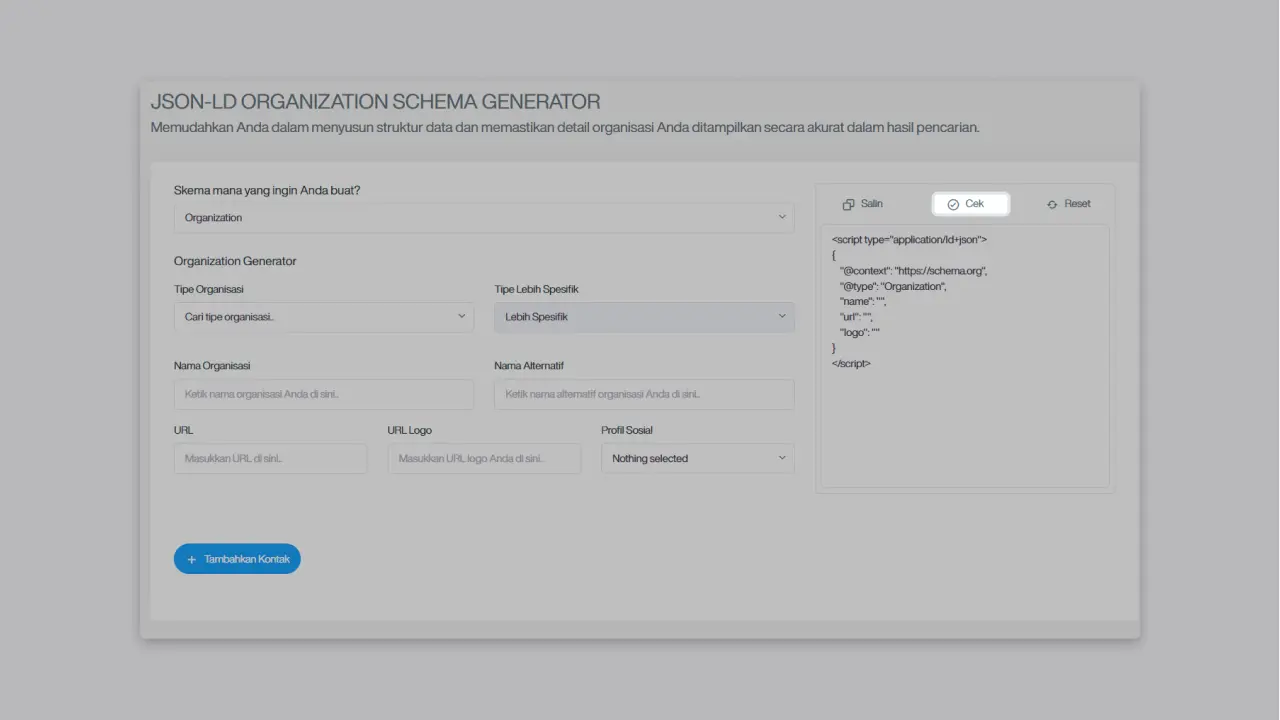 JSON-LD ORGANIZATION SCHEMA GENERATOR
Memudahkan Anda dalam menyusun struktur data dan memastikan detail organisasi Anda ditampilkan secara akurat dalam hasil pencarian.
Skema mana yang ingin Anda buat?
Organization
Organization Generator
Tipe Organisasi
Tipe Lebih Spesifik
Cari tipe organisasi..
Lebih Spesifik
Nama Organisasi
Nama Alternatif
Ketik nama organisasi Anda di sini..
Ketik nama alternatif organisasi Anda di sini..
URL
URL Logo
Profil Sosial
Masukkan URL di sini..
Masukkan URL logo Anda di sini...
Nothing selected
+ Tambahkan Kontak
Salin
Cek
Reset
<script type="application/ld+json">
{
"@context": "https://schema.org",
"@type": "Organization",
"name": "",
"url": "",
"logo": ""
}
</script>